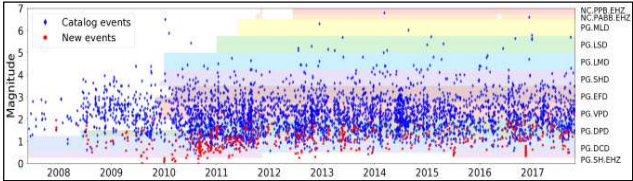 7
6
5
4
3
2
1
0
Magnitude
Catalog events
New events
NC.PPB.EHZ
NC.PABB.EHZ
PG.MLD
PG.LSD
PG.LMD
PG.SHD
PG.EFD
PG.VPD
PG.DPD
PG.DCD
PG.SH.EHZ
2008
2009
2010
2011
2012
2013
2014
2015
2016
2017